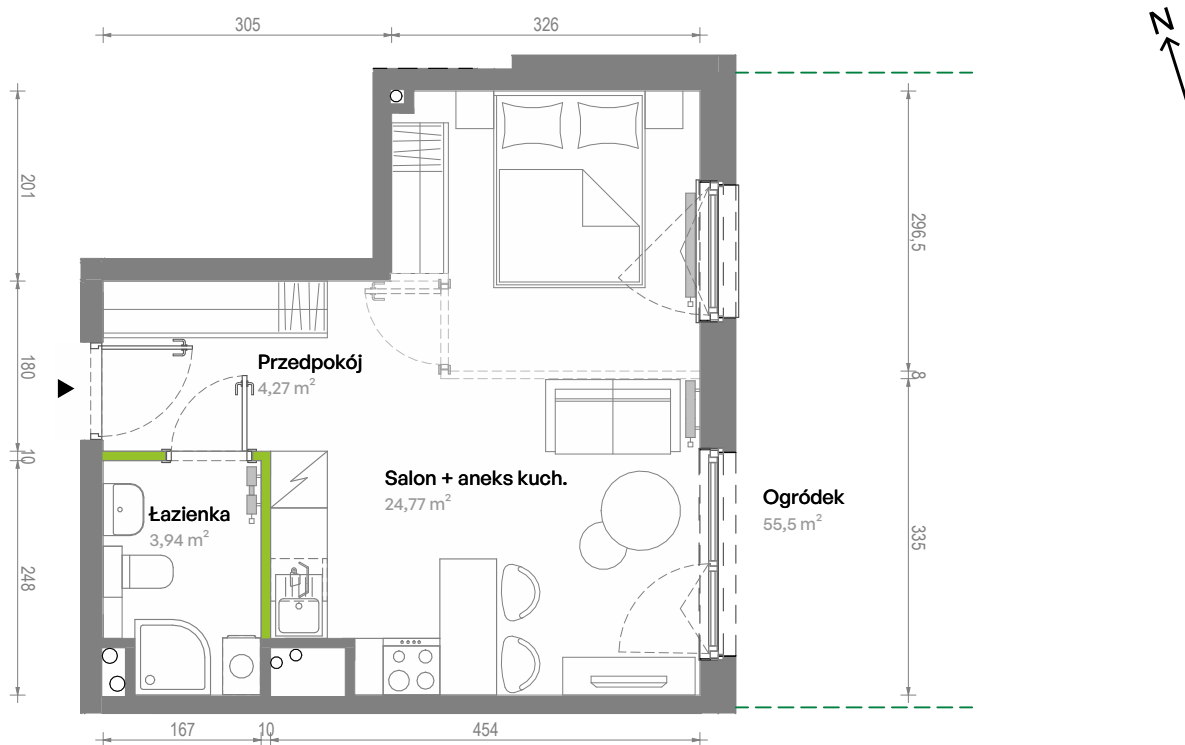 305
326
N
201
296,5
Przedpokój
4,27 m²
180
8
10
Salon + aneks kuch.
24,77 m²
Ogródek
55,5 m²
Łazienka
3,94 m²
335
248
167
10
454